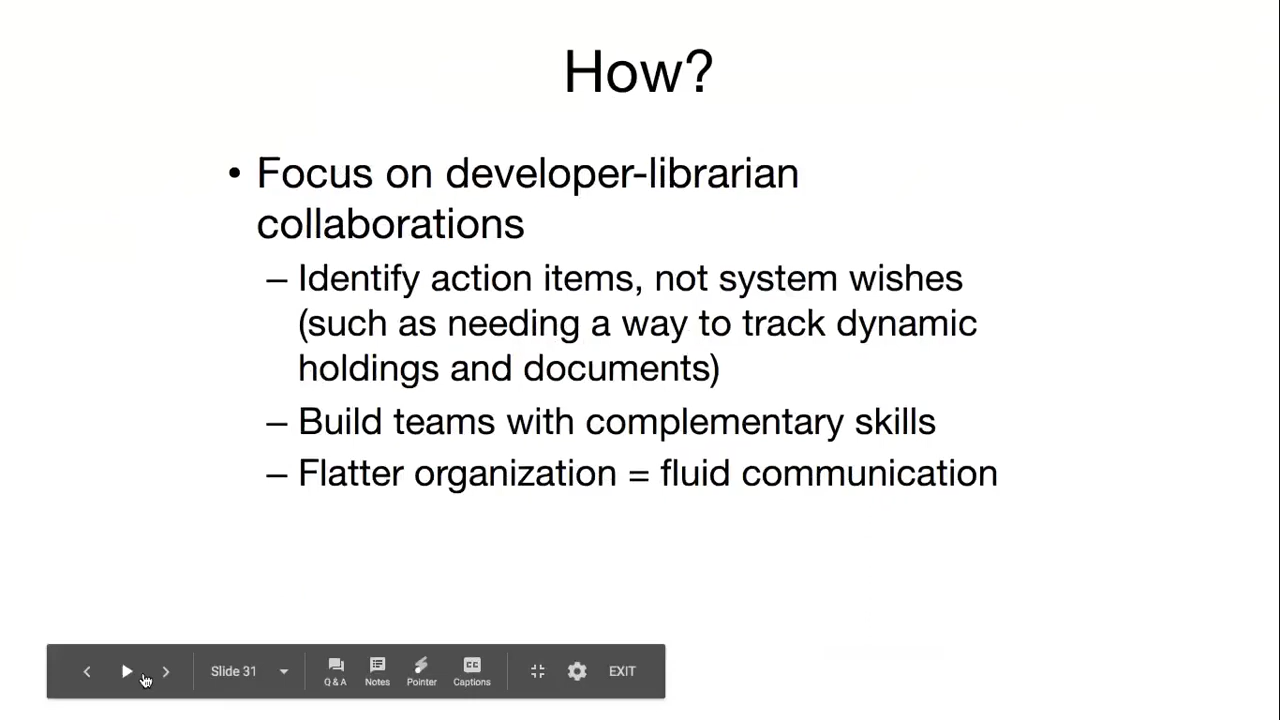 How?
• Focus on developer-librarian
collaborations
– Identify action items, not system wishes
(such as needing a way to track dynamic
holdings and documents)
– Build teams with complementary skills
– Flatter organization = fluid communication
Slide 31
Q & A
Notes
Pointer
CC
Captions
EXIT